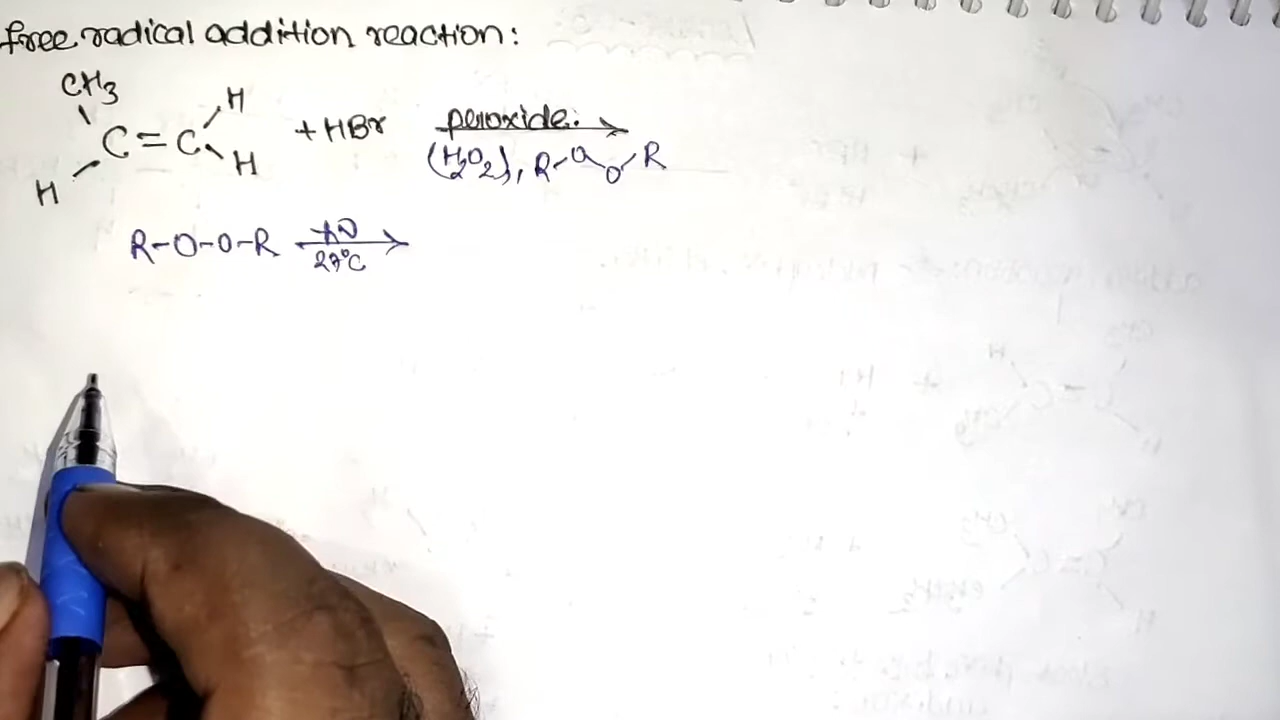 free radical addition reaction:
CH3
H
C=C
H
H
+ HBr
peroxide.
(H2O2), R-O-O-R
R-O-O-R
hν
27°C